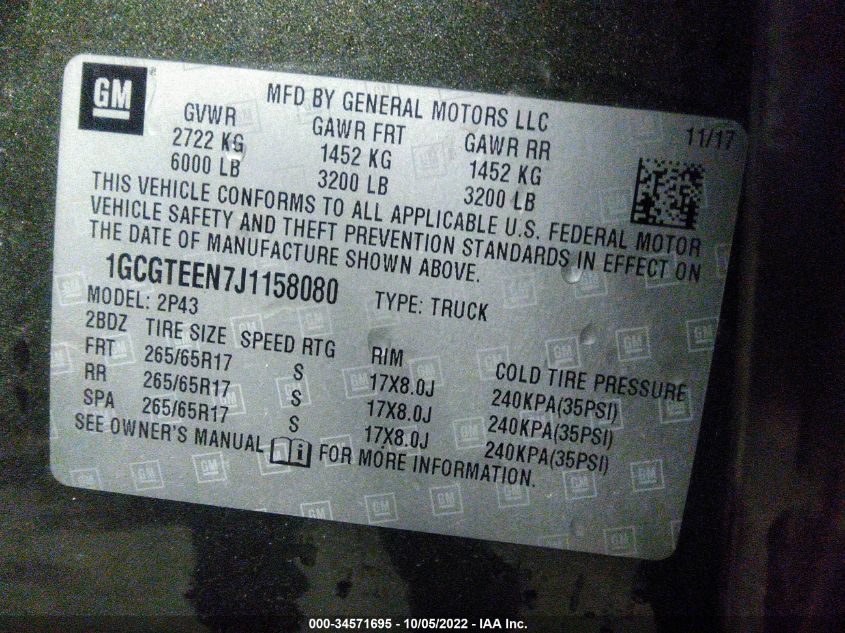 GM
MFD BY GENERAL MOTORS LLC
11/17
GVWR GAWR FRT GAWR RR
2722 KG 1452 KG 1452 KG
6000 LB 3200 LB 3200 LB
THIS VEHICLE CONFORMS TO ALL APPLICABLE U.S. FEDERAL MOTOR
VEHICLE SAFETY AND THEFT PREVENTION STANDARDS IN EFFECT ON
THE DATE OF MANUFACTURE SHOWN ABOVE.
1GCGTEEN7J1158080 TYPE: TRUCK
MODEL: 2P43
2BDZ TIRE SIZE SPEED RTG RIM COLD TIRE PRESSURE
FRT 265/65R17 S 17X8.0J 240KPA(35PSI)
RR 265/65R17 S 17X8.0J 240KPA(35PSI)
SPA 265/65R17 S 17X8.0J 240KPA(35PSI)
SEE OWNER'S MANUAL i FOR MORE INFORMATION.
000-34571695 - 10/05/2022 - IAA Inc.